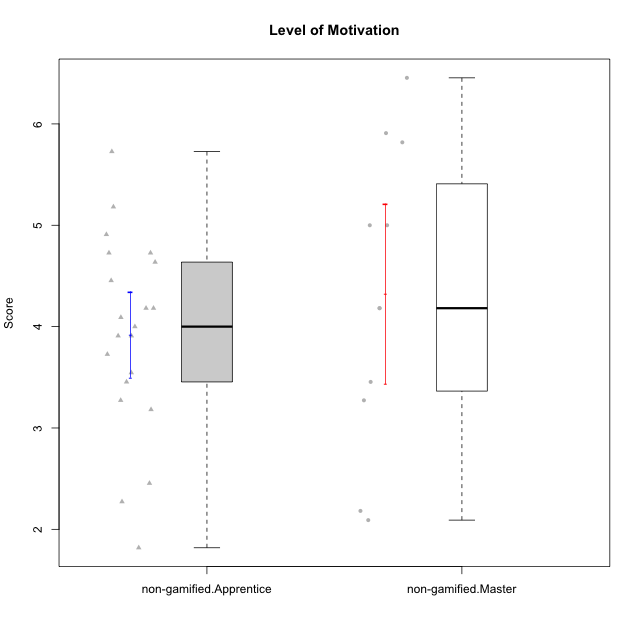 Level of Motivation
Score
6
5
4
3
2
non-gamified.Apprentice
non-gamified.Master